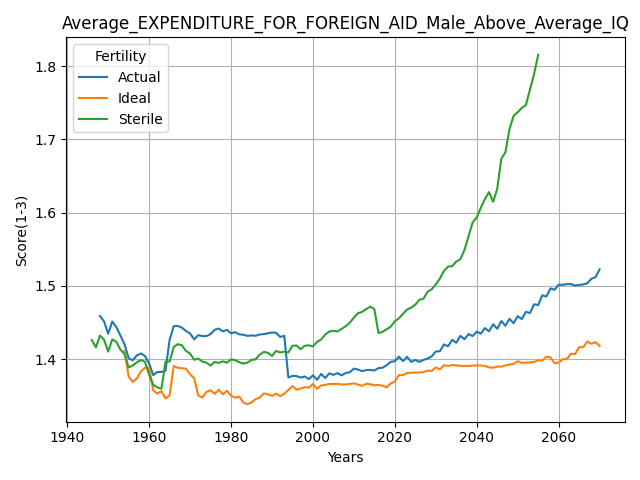 Average_EXPENDITURE_FOR_FOREIGN_AID_Male_Above_Average_IQ
Fertility
Actual
Ideal
Sterile
Score(1-3)
1.8
1.7
1.6
1.5
1.4
1940 1960 1980 2000 2020 2040 2060
Years